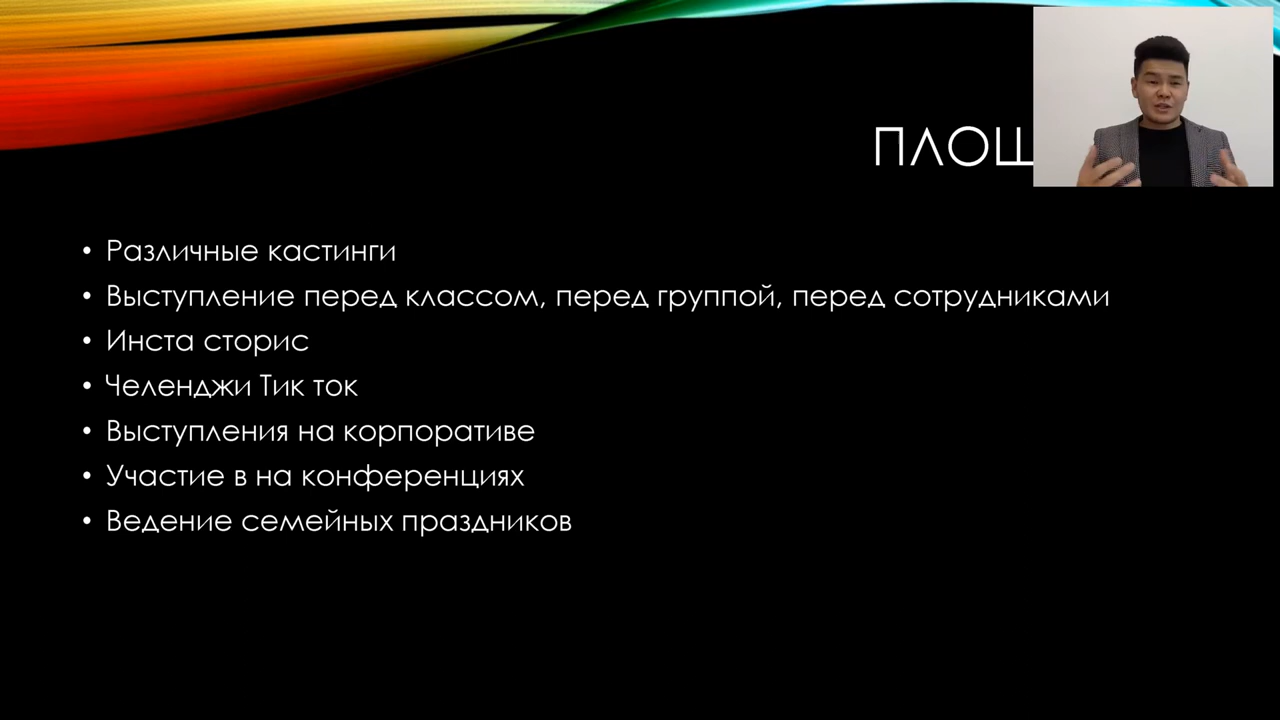 ПЛОЩ
• Различные кастинги
• Выступление перед классом, перед группой, перед сотрудниками
• Инста сторис
• Челенджи Тик ток
• Выступления на корпоративе
• Участие в на конференциях
• Ведение семейных праздников